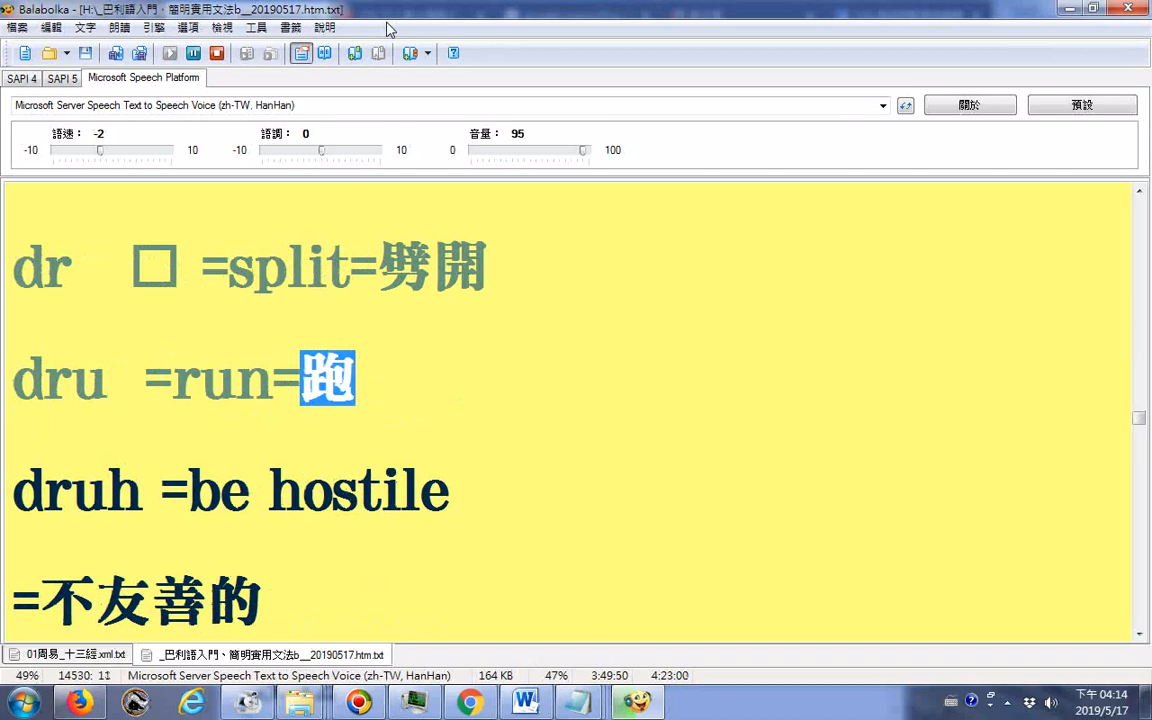 Balabolka - [H:\_巴利語入門、簡明實用文法b__20190517.htm.txt]
檔案 編輯 文字 朗讀 引擎 選項 檢視 工具 書籤 說明
SAPI 4 SAPI 5 Microsoft Speech Platform
Microsoft Server Speech Text to Speech Voice (zh-TW, HanHan) 關於 預設
語速： -2 語調： 0 音量： 95
-10 10 -10 10 0 100
dr □ =split=劈開
dru =run=跑
druh =be hostile
=不友善的
01周易_十三經.xml.txt _巴利語入門、簡明實用文法b__20190517.htm.txt
49% 14530: 11 Microsoft Server Speech Text to Speech Voice (zh-TW, HanHan) 164 KB 47% 3:49:50 4:23:00
下午 04:14
2019/5/17